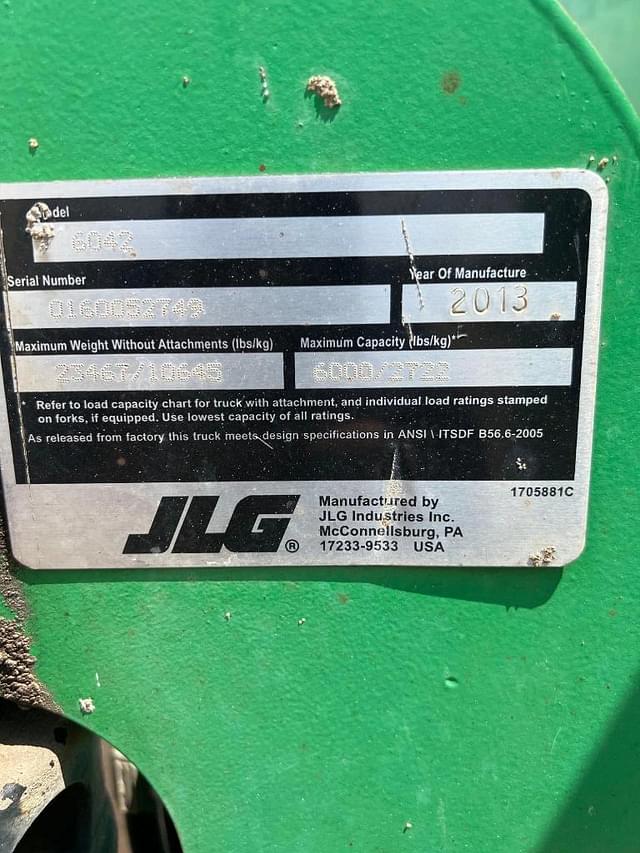 Model
6042
Serial Number
0160052749
Year Of Manufacture
2013
Maximum Weight Without Attachments (lbs/kg)
23467/10645
Maximum Capacity (lbs/kg)*
6000/2722
* Refer to load capacity chart for truck with attachment, and individual load ratings stamped
on forks, if equipped. Use lowest capacity of all ratings.
As released from factory this truck meets design specifications in ANSI \ ITSDF B56.6-2005
1705881C
JLG®
Manufactured by
JLG Industries Inc.
McConnellsburg, PA
17233-9533 USA